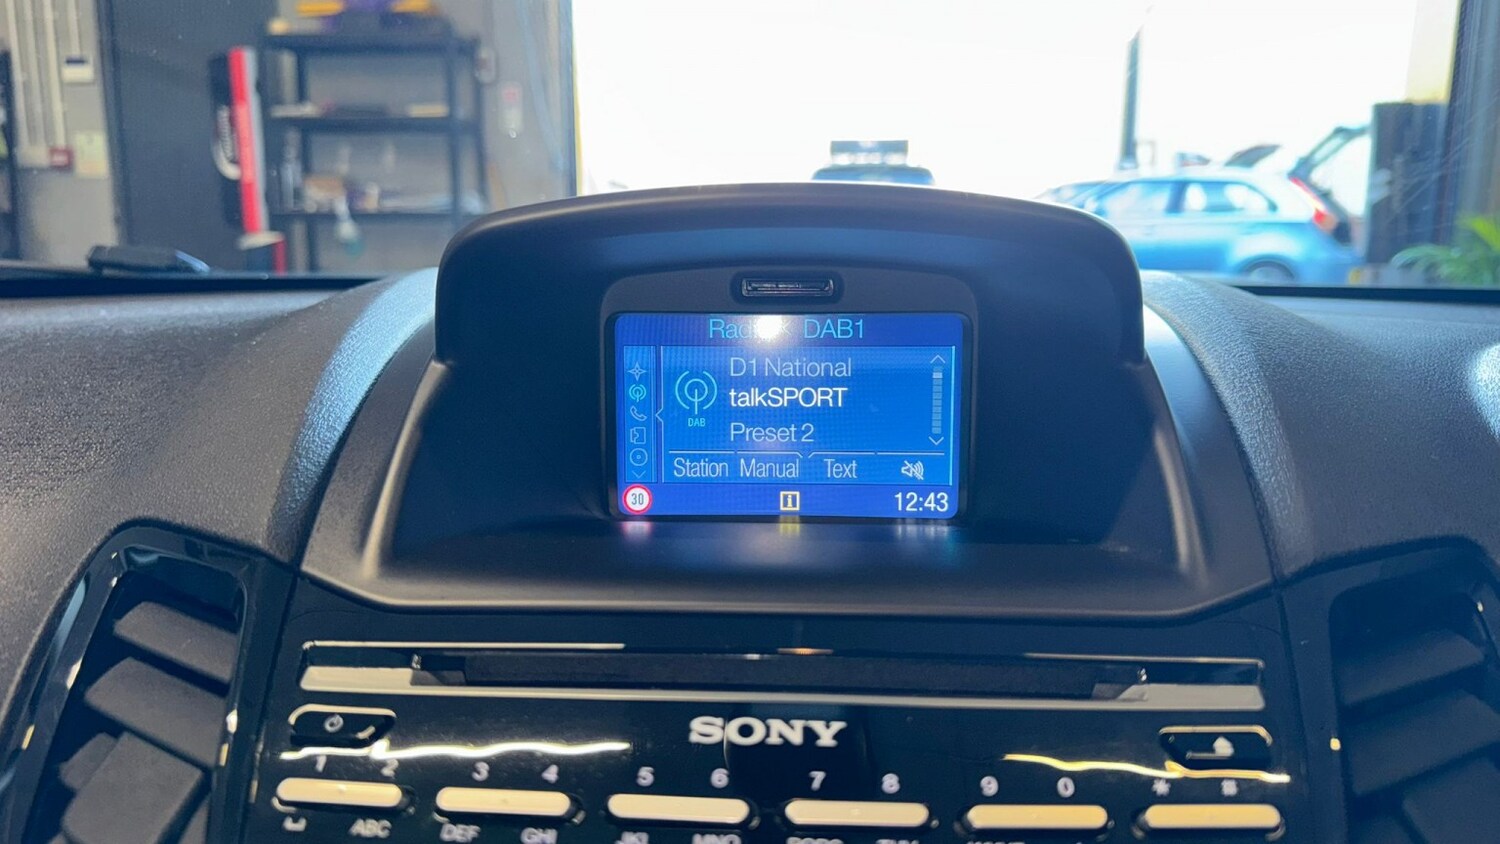 DAB1
D1 National
talkSPORT
DAB
Preset 2
Station Manual Text
30 i 12:43
SONY
1 2 3 4 5 6 7 8 9 0 * #
ABC DEF GHI